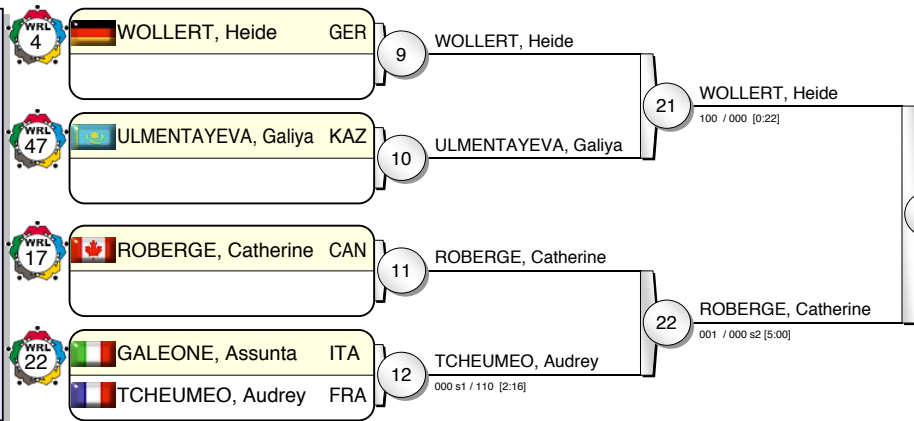 WRL
4
WOLLERT, Heide GER
9
WOLLERT, Heide
WRL
47
ULMENTAYEVA, Galiya KAZ
10
ULMENTAYEVA, Galiya
21
WOLLERT, Heide
100 / 000 [0:22]
WRL
17
ROBERGE, Catherine CAN
11
ROBERGE, Catherine
WRL
22
GALEONE, Assunta ITA
TCHEUMEO, Audrey FRA
12
TCHEUMEO, Audrey
000 s1 / 110 [2:16]
22
ROBERGE, Catherine
001 / 000 s2 [5:00]